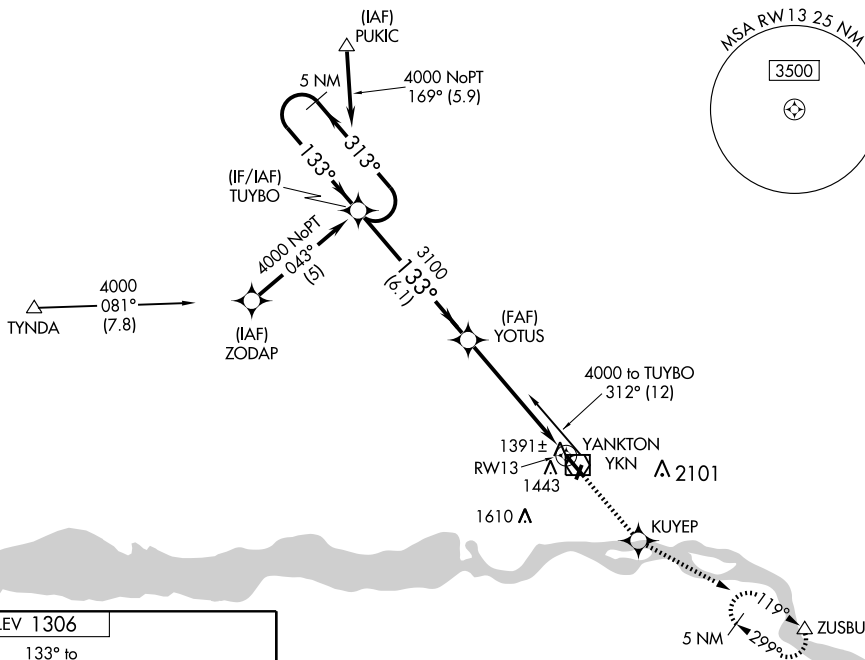 (IAF)
PUKIC
MSA RW13 25 NM
3500
5 NM
4000 NoPT
169° (5.9)
313°
133°
(IF/IAF)
TUYBO
4000 NoPT
043°
(5)
4000
081°
(7.8)
TYNDA
(IAF)
ZODAP
3100
133°
(6.1)
(FAF)
YOTUS
4000 to TUYBO
312° (12)
1391±
YANKTON
YKN
RW13
1443
2101
1610
KUYEP
119°
299°
5 NM
ZUSBU
LEV 1306
133° to